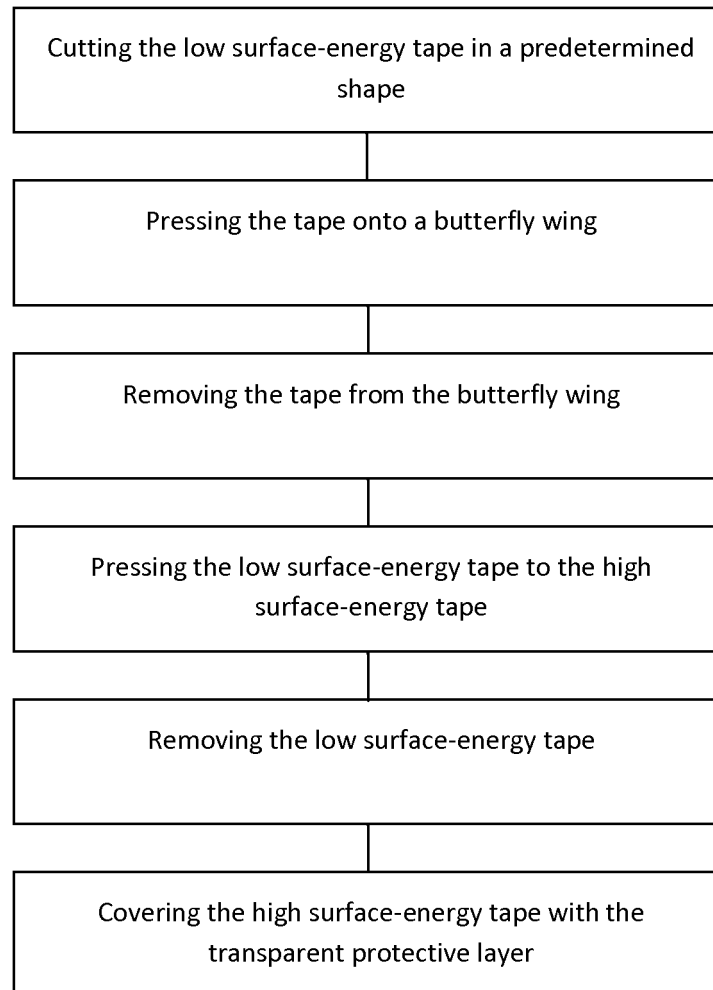 Cutting the low surface-energy tape in a predetermined
shape
Pressing the tape onto a butterfly wing
Removing the tape from the butterfly wing
Pressing the low surface-energy tape to the high
surface-energy tape
Removing the low surface-energy tape
Covering the high surface-energy tape with the
transparent protective layer